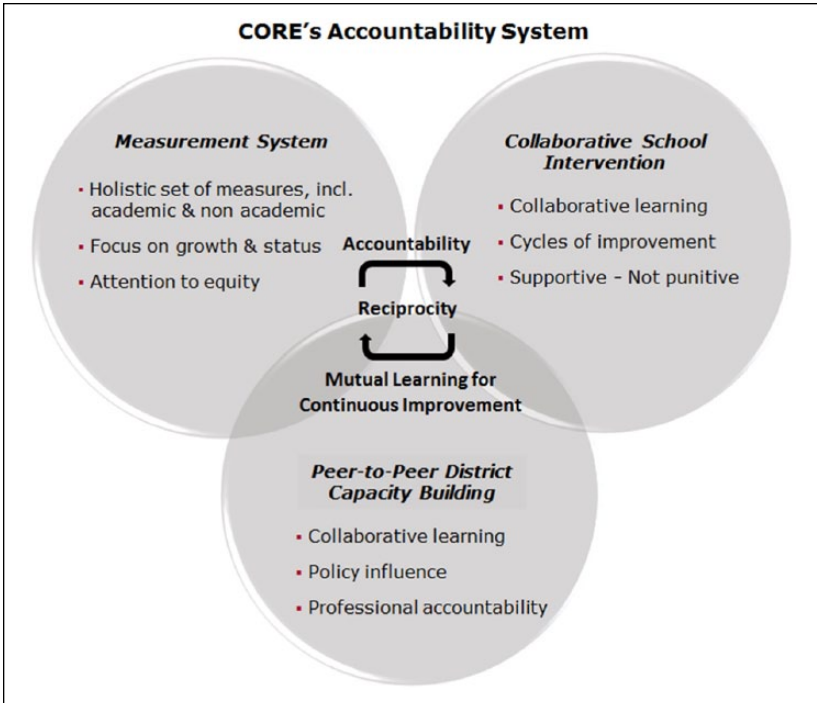 CORE's Accountability System
Measurement System
▪ Holistic set of measures, incl.
academic & non academic
▪ Focus on growth & status
▪ Attention to equity
Collaborative School
Intervention
▪ Collaborative learning
▪ Cycles of improvement
▪ Supportive - Not punitive
Accountability
Reciprocity
Mutual Learning for
Continuous Improvement
Peer-to-Peer District
Capacity Building
▪ Collaborative learning
▪ Policy influence
▪ Professional accountability